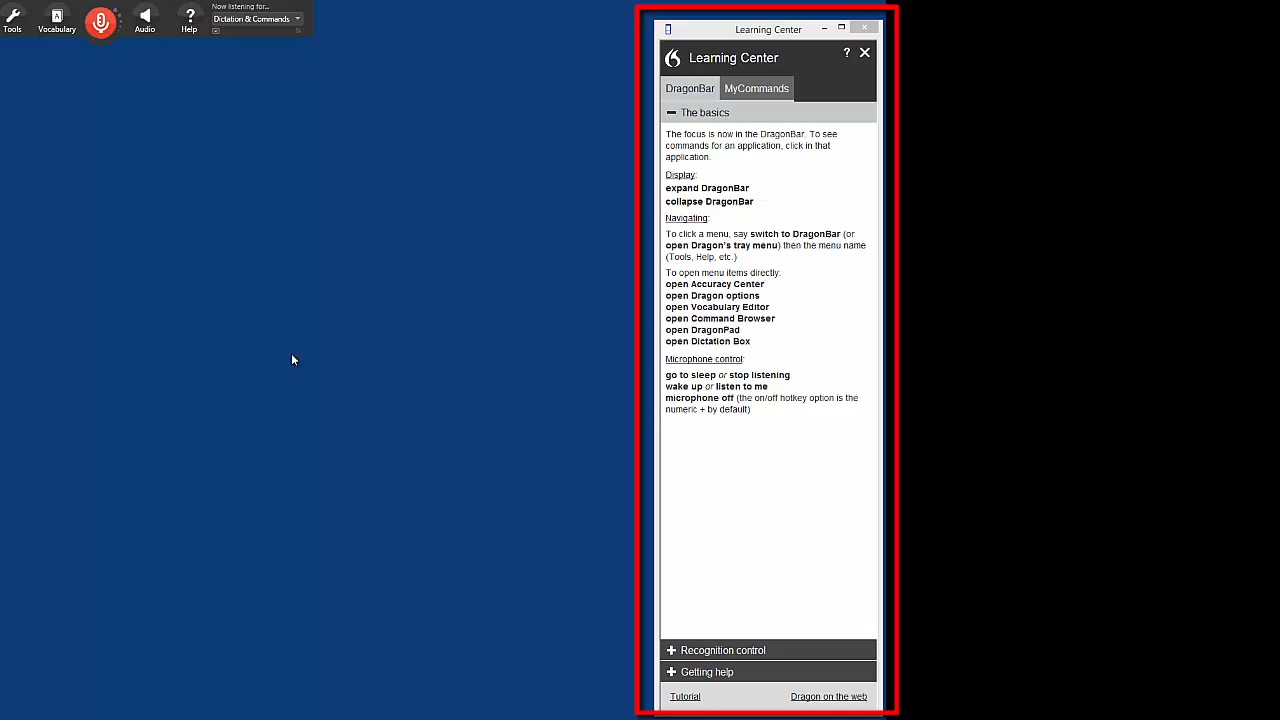 Now listening for...
Dictation & Commands
Tools
Vocabulary
Audio
Help
Learning Center
Learning Center
DragonBar MyCommands
The basics
The focus is now in the DragonBar. To see
commands for an application, click in that
application.
Display:
expand DragonBar
collapse DragonBar
Navigating:
To click a menu, say switch to DragonBar (or
open Dragon's tray menu) then the menu name
(Tools, Help, etc.)
To open menu items directly:
open Accuracy Center
open Dragon options
open Vocabulary Editor
open Command Browser
open DragonPad
open Dictation Box
Microphone control:
go to sleep or stop listening
wake up or listen to me
microphone off (the on/off hotkey option is the
numeric + by default)
Recognition control
Getting help
Tutorial Dragon on the web